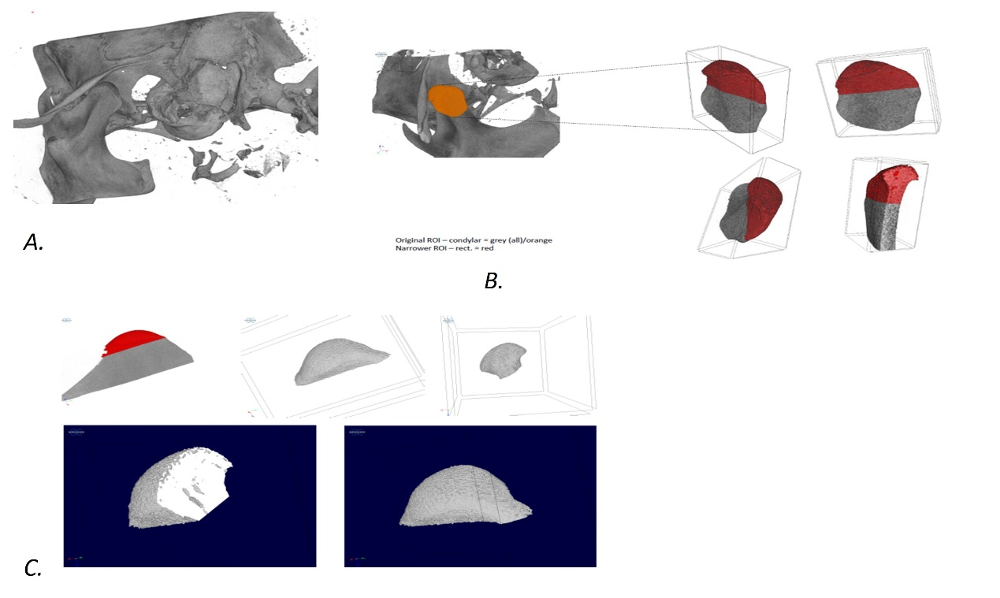 A.
Original ROI – condylar = grey (all)/orange
Narrower ROI – rect. = red
B.
C.